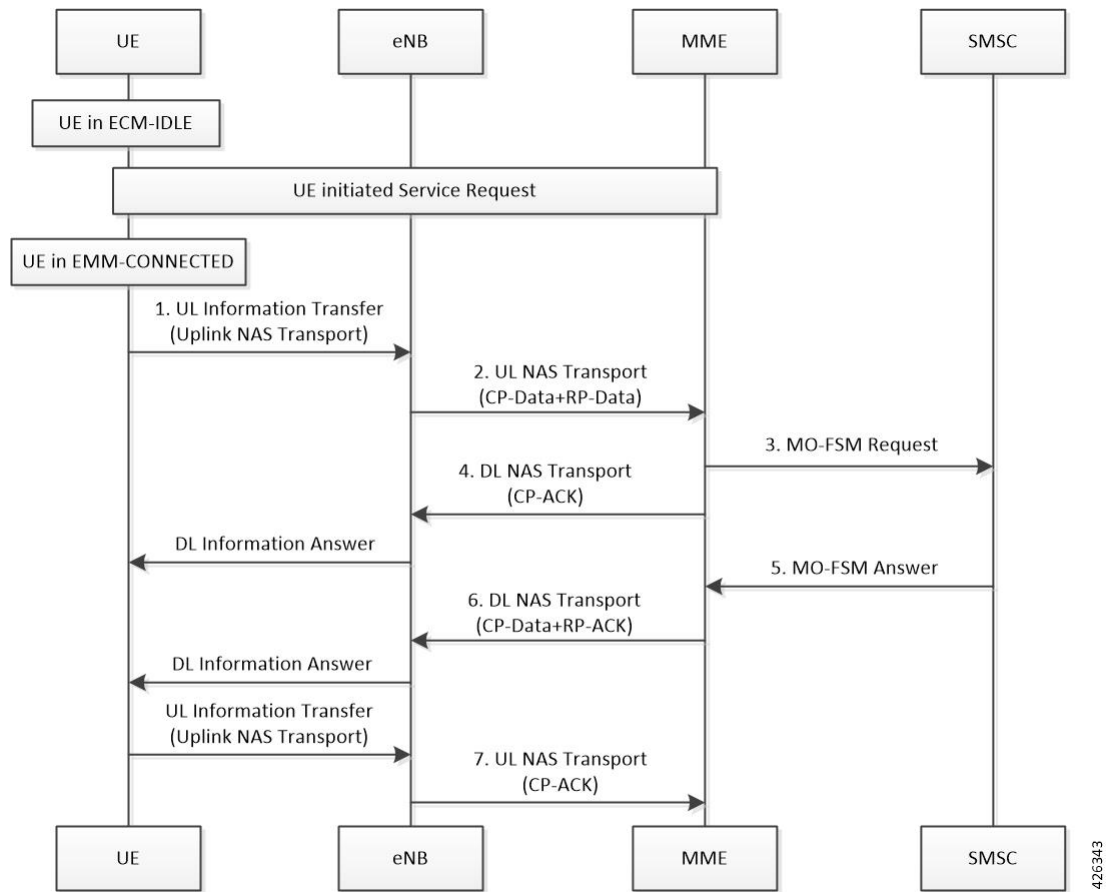 UE
eNB
MME
SMSC
UE in ECM-IDLE
UE initiated Service Request
UE in EMM-CONNECTED
1. UL Information Transfer
(Uplink NAS Transport)
2. UL NAS Transport
(CP-Data+RP-Data)
3. MO-FSM Request
4. DL NAS Transport
(CP-ACK)
DL Information Answer
5. MO-FSM Answer
6. DL NAS Transport
(CP-Data+RP-ACK)
DL Information Answer
UL Information Transfer
(Uplink NAS Transport)
7. UL NAS Transport
(CP-ACK)
UE
eNB
MME
SMSC
426343